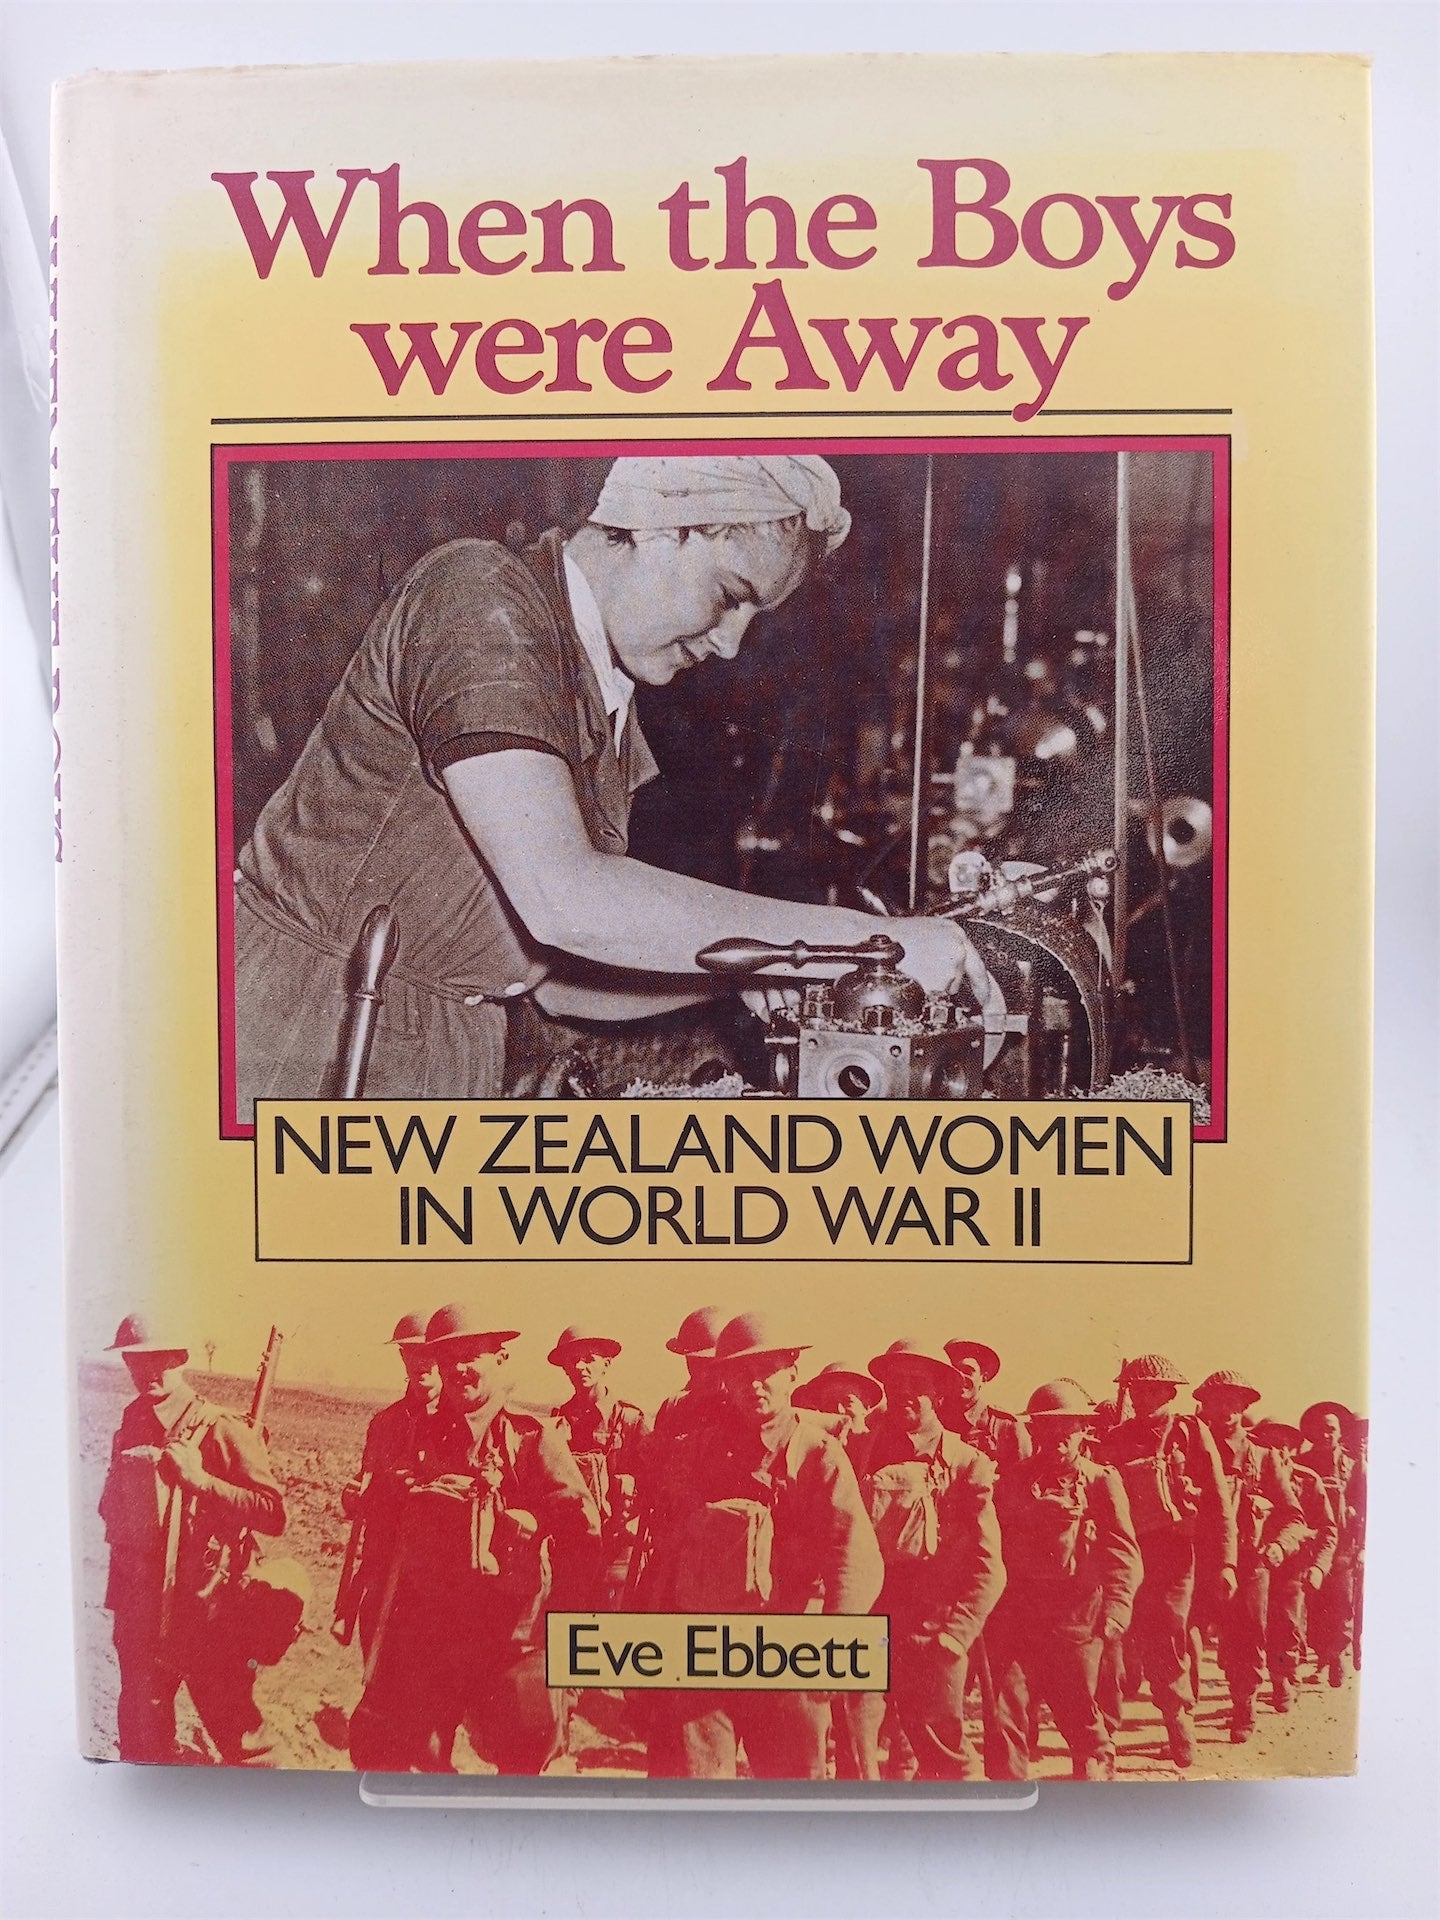 When the Boys
were Away
NEW ZEALAND WOMEN
IN WORLD WAR II
Eve Ebbett